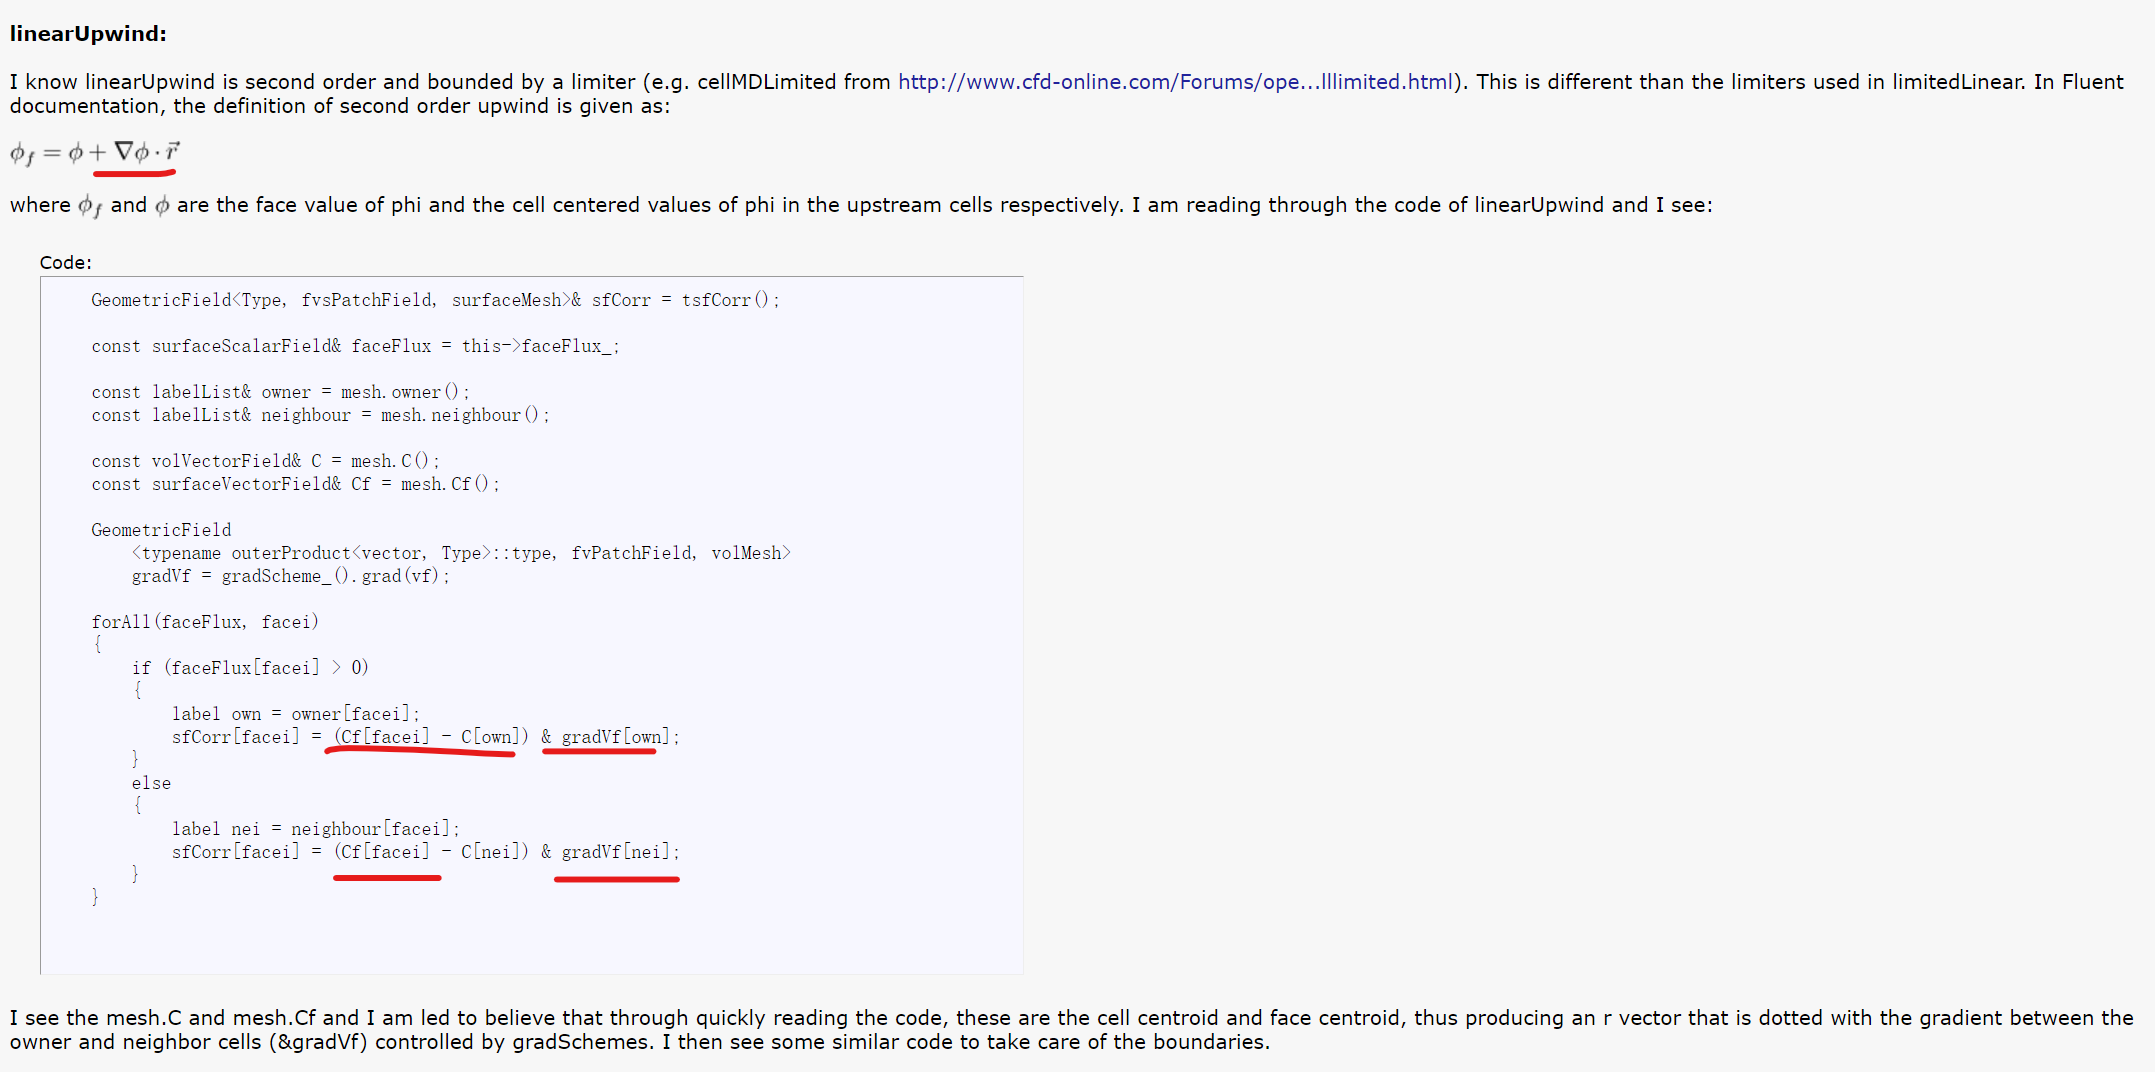 linearUpwind:
I know linearUpwind is second order and bounded by a limiter (e.g. cellMDLimited from http://www.cfd-online.com/Forums/ope...lllimited.html). This is different than the limiters used in limitedLinear. In Fluent
documentation, the definition of second order upwind is given as:
ϕf = ϕ + ∇ϕ · r⃗
where ϕf and ϕ are the face value of phi and the cell centered values of phi in the upstream cells respectively. I am reading through the code of linearUpwind and I see:
Code:
GeometricField<Type, fvsPatchField, surfaceMesh>& sfCorr = tsfCorr();
const surfaceScalarField& faceFlux = this->faceFlux_;
const labelList& owner = mesh.owner();
const labelList& neighbour = mesh.neighbour();
const volVectorField& C = mesh.C();
const surfaceVectorField& Cf = mesh.Cf();
GeometricField
<typename outerProduct<vector, Type>::type, fvPatchField, volMesh>
gradVf = gradScheme_().grad(vf);
forAll(faceFlux, facei)
{
if (faceFlux[facei] > 0)
{
label own = owner[facei];
sfCorr[facei] = (Cf[facei] - C[own]) & gradVf[own];
}
else
{
label nei = neighbour[facei];
sfCorr[facei] = (Cf[facei] - C[nei]) & gradVf[nei];
}
}
I see the mesh.C and mesh.Cf and I am led to believe that through quickly reading the code, these are the cell centroid and face centroid, thus producing an r vector that is dotted with the gradient between the
owner and neighbor cells (&gradVf) controlled by gradSchemes. I then see some similar code to take care of the boundaries.